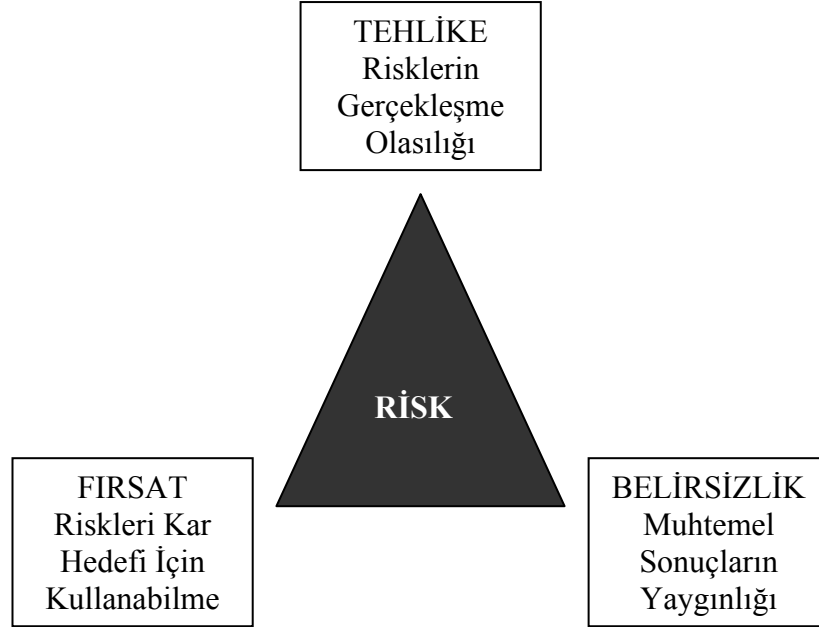 TEHLİKE
Risklerin
Gerçekleşme
Olasılığı
RİSK
FIRSAT
Riskleri Kar
Hedefi İçin
Kullanabilme
BELİRSİZLİK
Muhtemel
Sonuçların
Yaygınlığı